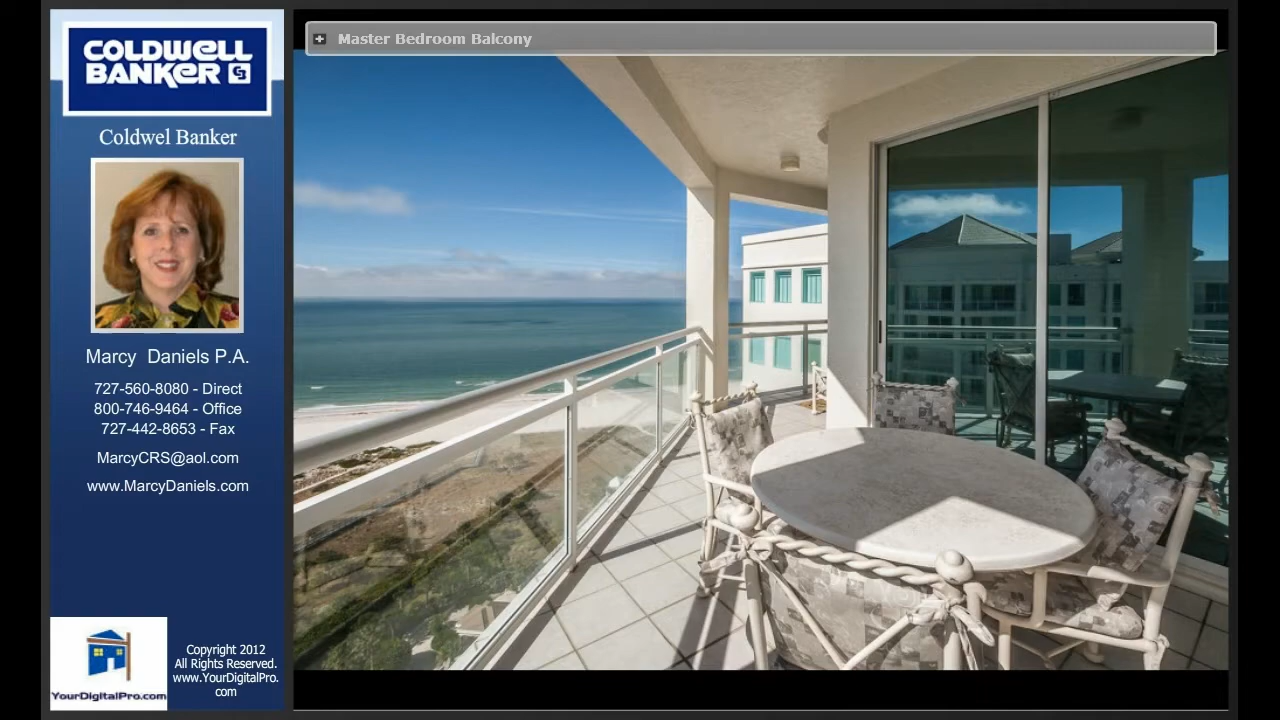 COLDWELL
BANKER CB
Coldwel Banker
Marcy Daniels P.A.
727-560-8080 - Direct
800-746-9464 - Office
727-442-8653 - Fax
MarcyCRS@aol.com
www.MarcyDaniels.com
YourDigitalPro.com
Copyright 2012
All Rights Reserved.
www.YourDigitalPro.
com
Master Bedroom Balcony